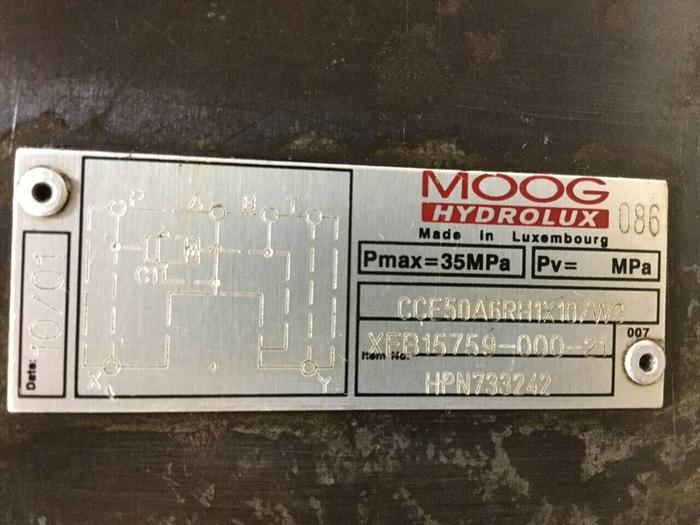 MOOG
HYDROLUX
086
Made in Luxembourg
Pmax=35MPa
Pv= MPa
CCE50A6RH1X10/W3
007
XEB15759-000-21
Item No.
HPN733242
Date: 10/01
P A B T
C1
X Y